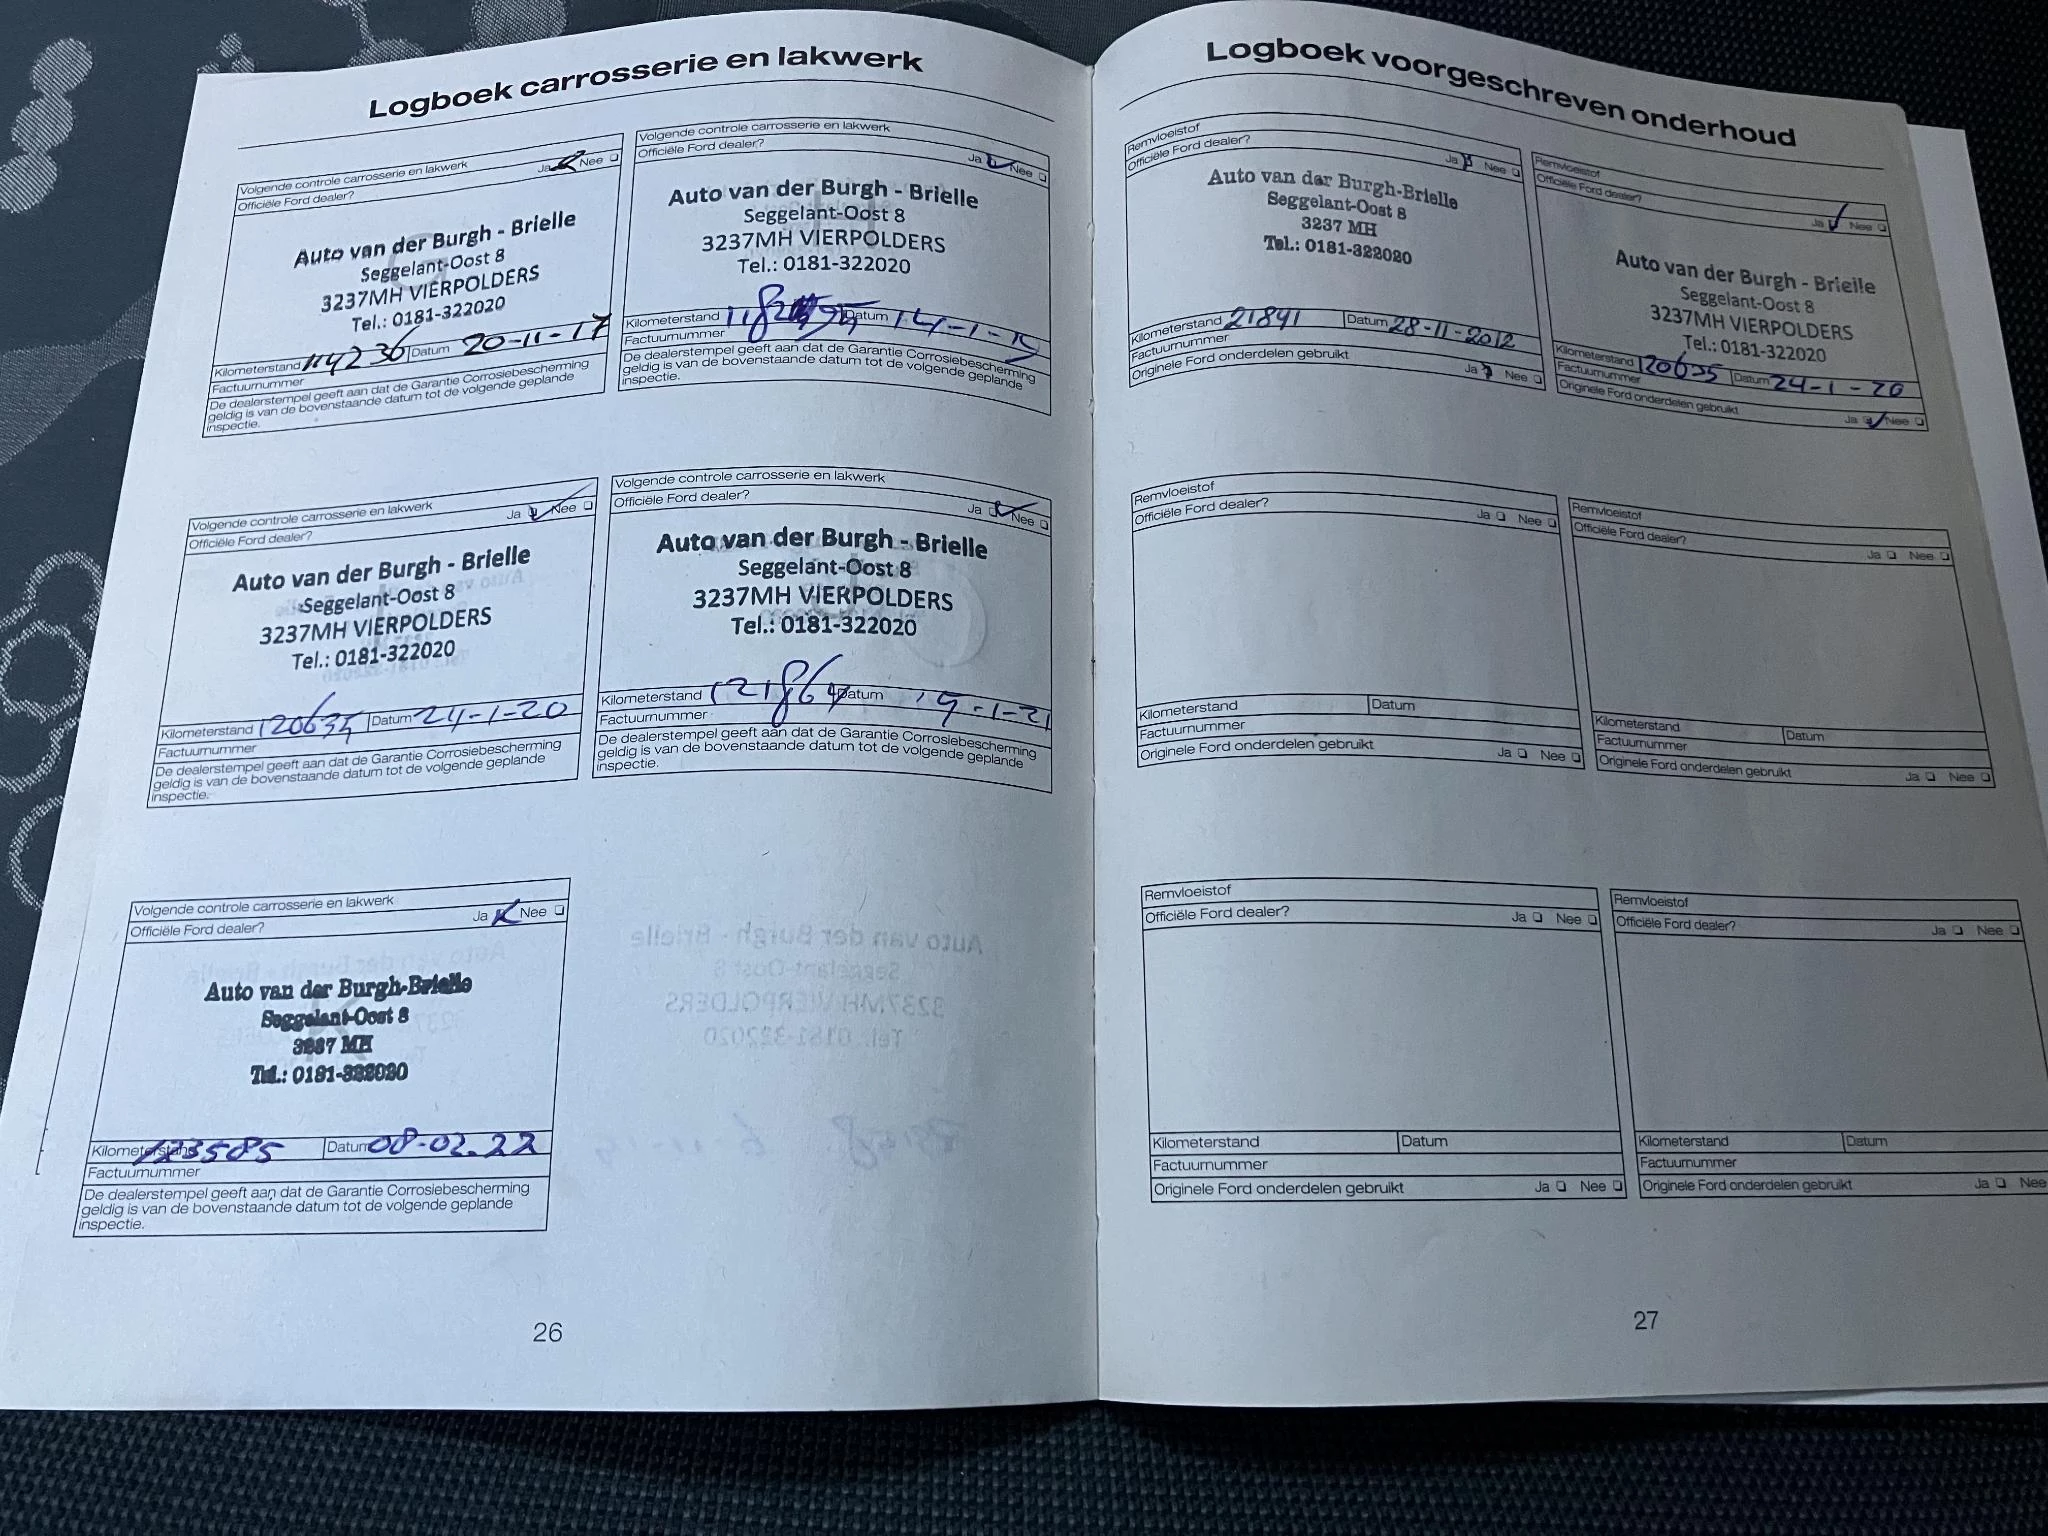 Logboek carrosserie en lakwerk
Volgende controle carrosserie en lakwerk
Officiële Ford dealer? Ja Nee
Auto van der Burgh - Brielle
Seggelant-Oost 8
3237MH VIERPOLDERS
Tel.: 0181-322020
Kilometerstand 114236 Datum 20-11-17
Factuurnummer
De dealerstempel geeft aan dat de Garantie Corrosiebescherming
geldig is van de bovenstaande datum tot de volgende geplande
inspectie.
Volgende controle carrosserie en lakwerk
Officiële Ford dealer? Ja Nee
Auto van der Burgh - Brielle
Seggelant-Oost 8
3237MH VIERPOLDERS
Tel.: 0181-322020
Kilometerstand Datum 14-1-19
Factuurnummer
De dealerstempel geeft aan dat de Garantie Corrosiebescherming
geldig is van de bovenstaande datum tot de volgende geplande
inspectie.
Volgende controle carrosserie en lakwerk
Officiële Ford dealer? Ja Nee
Auto van der Burgh - Brielle
Seggelant-Oost 8
3237MH VIERPOLDERS
Tel.: 0181-322020
Kilometerstand 120635 Datum 24-1-20
Factuurnummer
De dealerstempel geeft aan dat de Garantie Corrosiebescherming
geldig is van de bovenstaande datum tot de volgende geplande
inspectie.
Volgende controle carrosserie en lakwerk
Officiële Ford dealer? Ja Nee
Auto van der Burgh - Brielle
Seggelant-Oost 8
3237MH VIERPOLDERS
Tel.: 0181-322020
Kilometerstand 121864 Datum 19-1-21
Factuurnummer
De dealerstempel geeft aan dat de Garantie Corrosiebescherming
geldig is van de bovenstaande datum tot de volgende geplande
inspectie.
Volgende controle carrosserie en lakwerk
Officiële Ford dealer? Ja Nee
Auto van der Burgh-Brielle
Seggelant-Oost 8
3237 MH
Tel.: 0181-322020
Kilometerstand 123585 Datum 08-02.22
Factuurnummer
De dealerstempel geeft aan dat de Garantie Corrosiebescherming
geldig is van de bovenstaande datum tot de volgende geplande
inspectie.
26
Logboek voorgeschreven onderhoud
Remvloeistof
Officiële Ford dealer? Ja Nee
Auto van der Burgh-Brielle
Seggelant-Oost 8
3237 MH
Tel.: 0181-322020
Kilometerstand 21841 Datum 28-11-2012
Factuurnummer
Originele Ford onderdelen gebruikt Ja Nee
Remvloeistof
Officiële Ford dealer? Ja Nee
Auto van der Burgh - Brielle
Seggelant-Oost 8
3237MH VIERPOLDERS
Tel.: 0181-322020
Kilometerstand 120635 Datum 24-1-20
Factuurnummer
Originele Ford onderdelen gebruikt Ja Nee
Remvloeistof
Officiële Ford dealer? Ja Nee
Kilometerstand Datum
Factuurnummer
Originele Ford onderdelen gebruikt Ja Nee
Remvloeistof
Officiële Ford dealer? Ja Nee
Kilometerstand Datum
Factuurnummer
Originele Ford onderdelen gebruikt Ja Nee
Remvloeistof
Officiële Ford dealer? Ja Nee
Kilometerstand Datum
Factuurnummer
Originele Ford onderdelen gebruikt Ja Nee
Remvloeistof
Officiële Ford dealer? Ja Nee
Kilometerstand Datum
Factuurnummer
Originele Ford onderdelen gebruikt Ja Nee
27